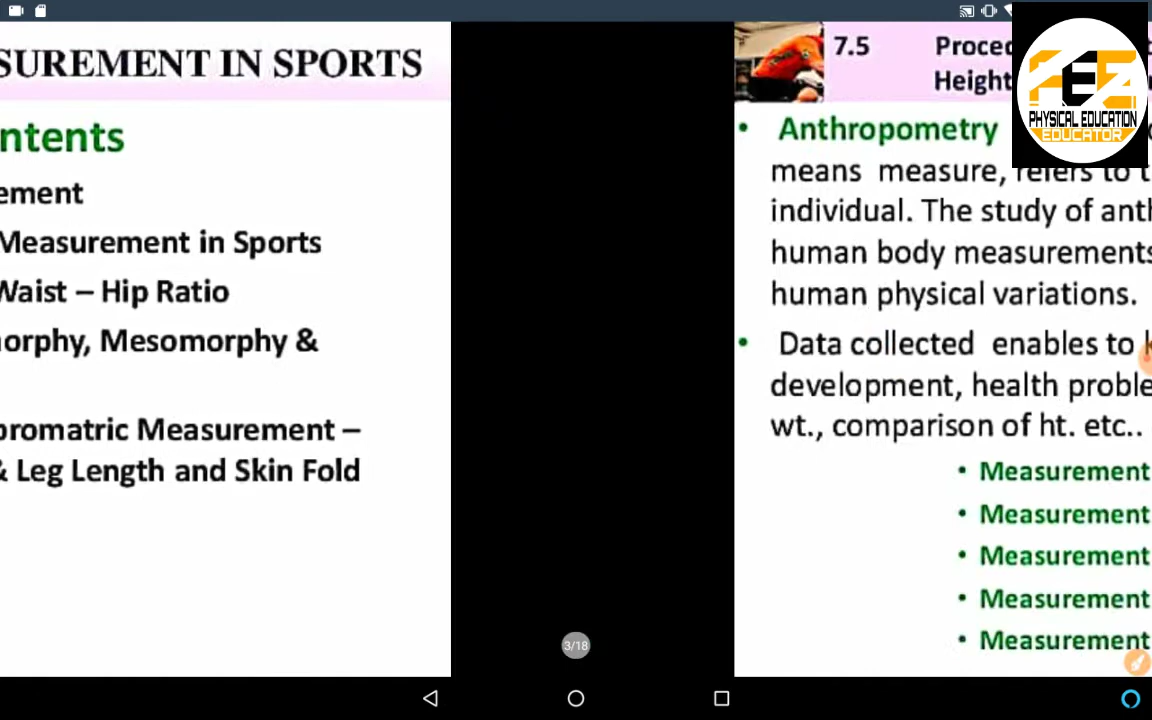 SUREMENT IN SPORTS
ntents
ement
Measurement in Sports
Waist – Hip Ratio
orphy, Mesomorphy &
promatric Measurement –
& Leg Length and Skin Fold
3/18
7.5
Height
• Anthropometry
means measure, refers to t
individual. The study of anth
human body measurements
human physical variations.
• Data collected enables to k
development, health proble
wt., comparison of ht. etc..
• Measurement
• Measurement
• Measurement
• Measurement
• Measurement
PHYSICAL EDUCATION
EDUCATOR